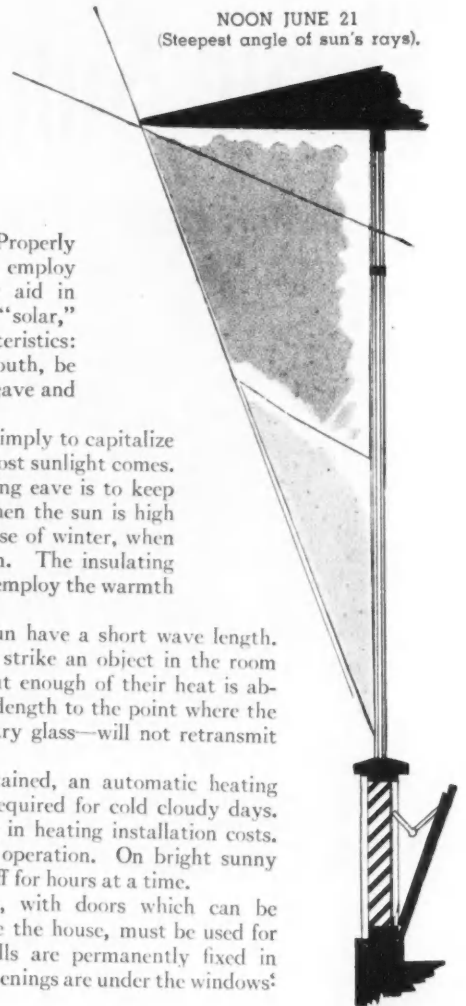 NOON JUNE 21
(Steepest angle of sun's rays).
Properly
employ
aid in
"solar,"
teristics:
outh, be
eave and
imply to capitalize
ost sunlight comes.
ng eave is to keep
hen the sun is high
se of winter, when
n. The insulating
employ the warmth
un have a short wave length.
strike an object in the room
t enough of their heat is ab-
length to the point where the
ry glass—will not retransmit
ained, an automatic heating
equired for cold cloudy days.
in heating installation costs.
operation. On bright sunny
ff for hours at a time.
, with doors which can be
e the house, must be used for
lls are permanently fixed in
enings are under the windows